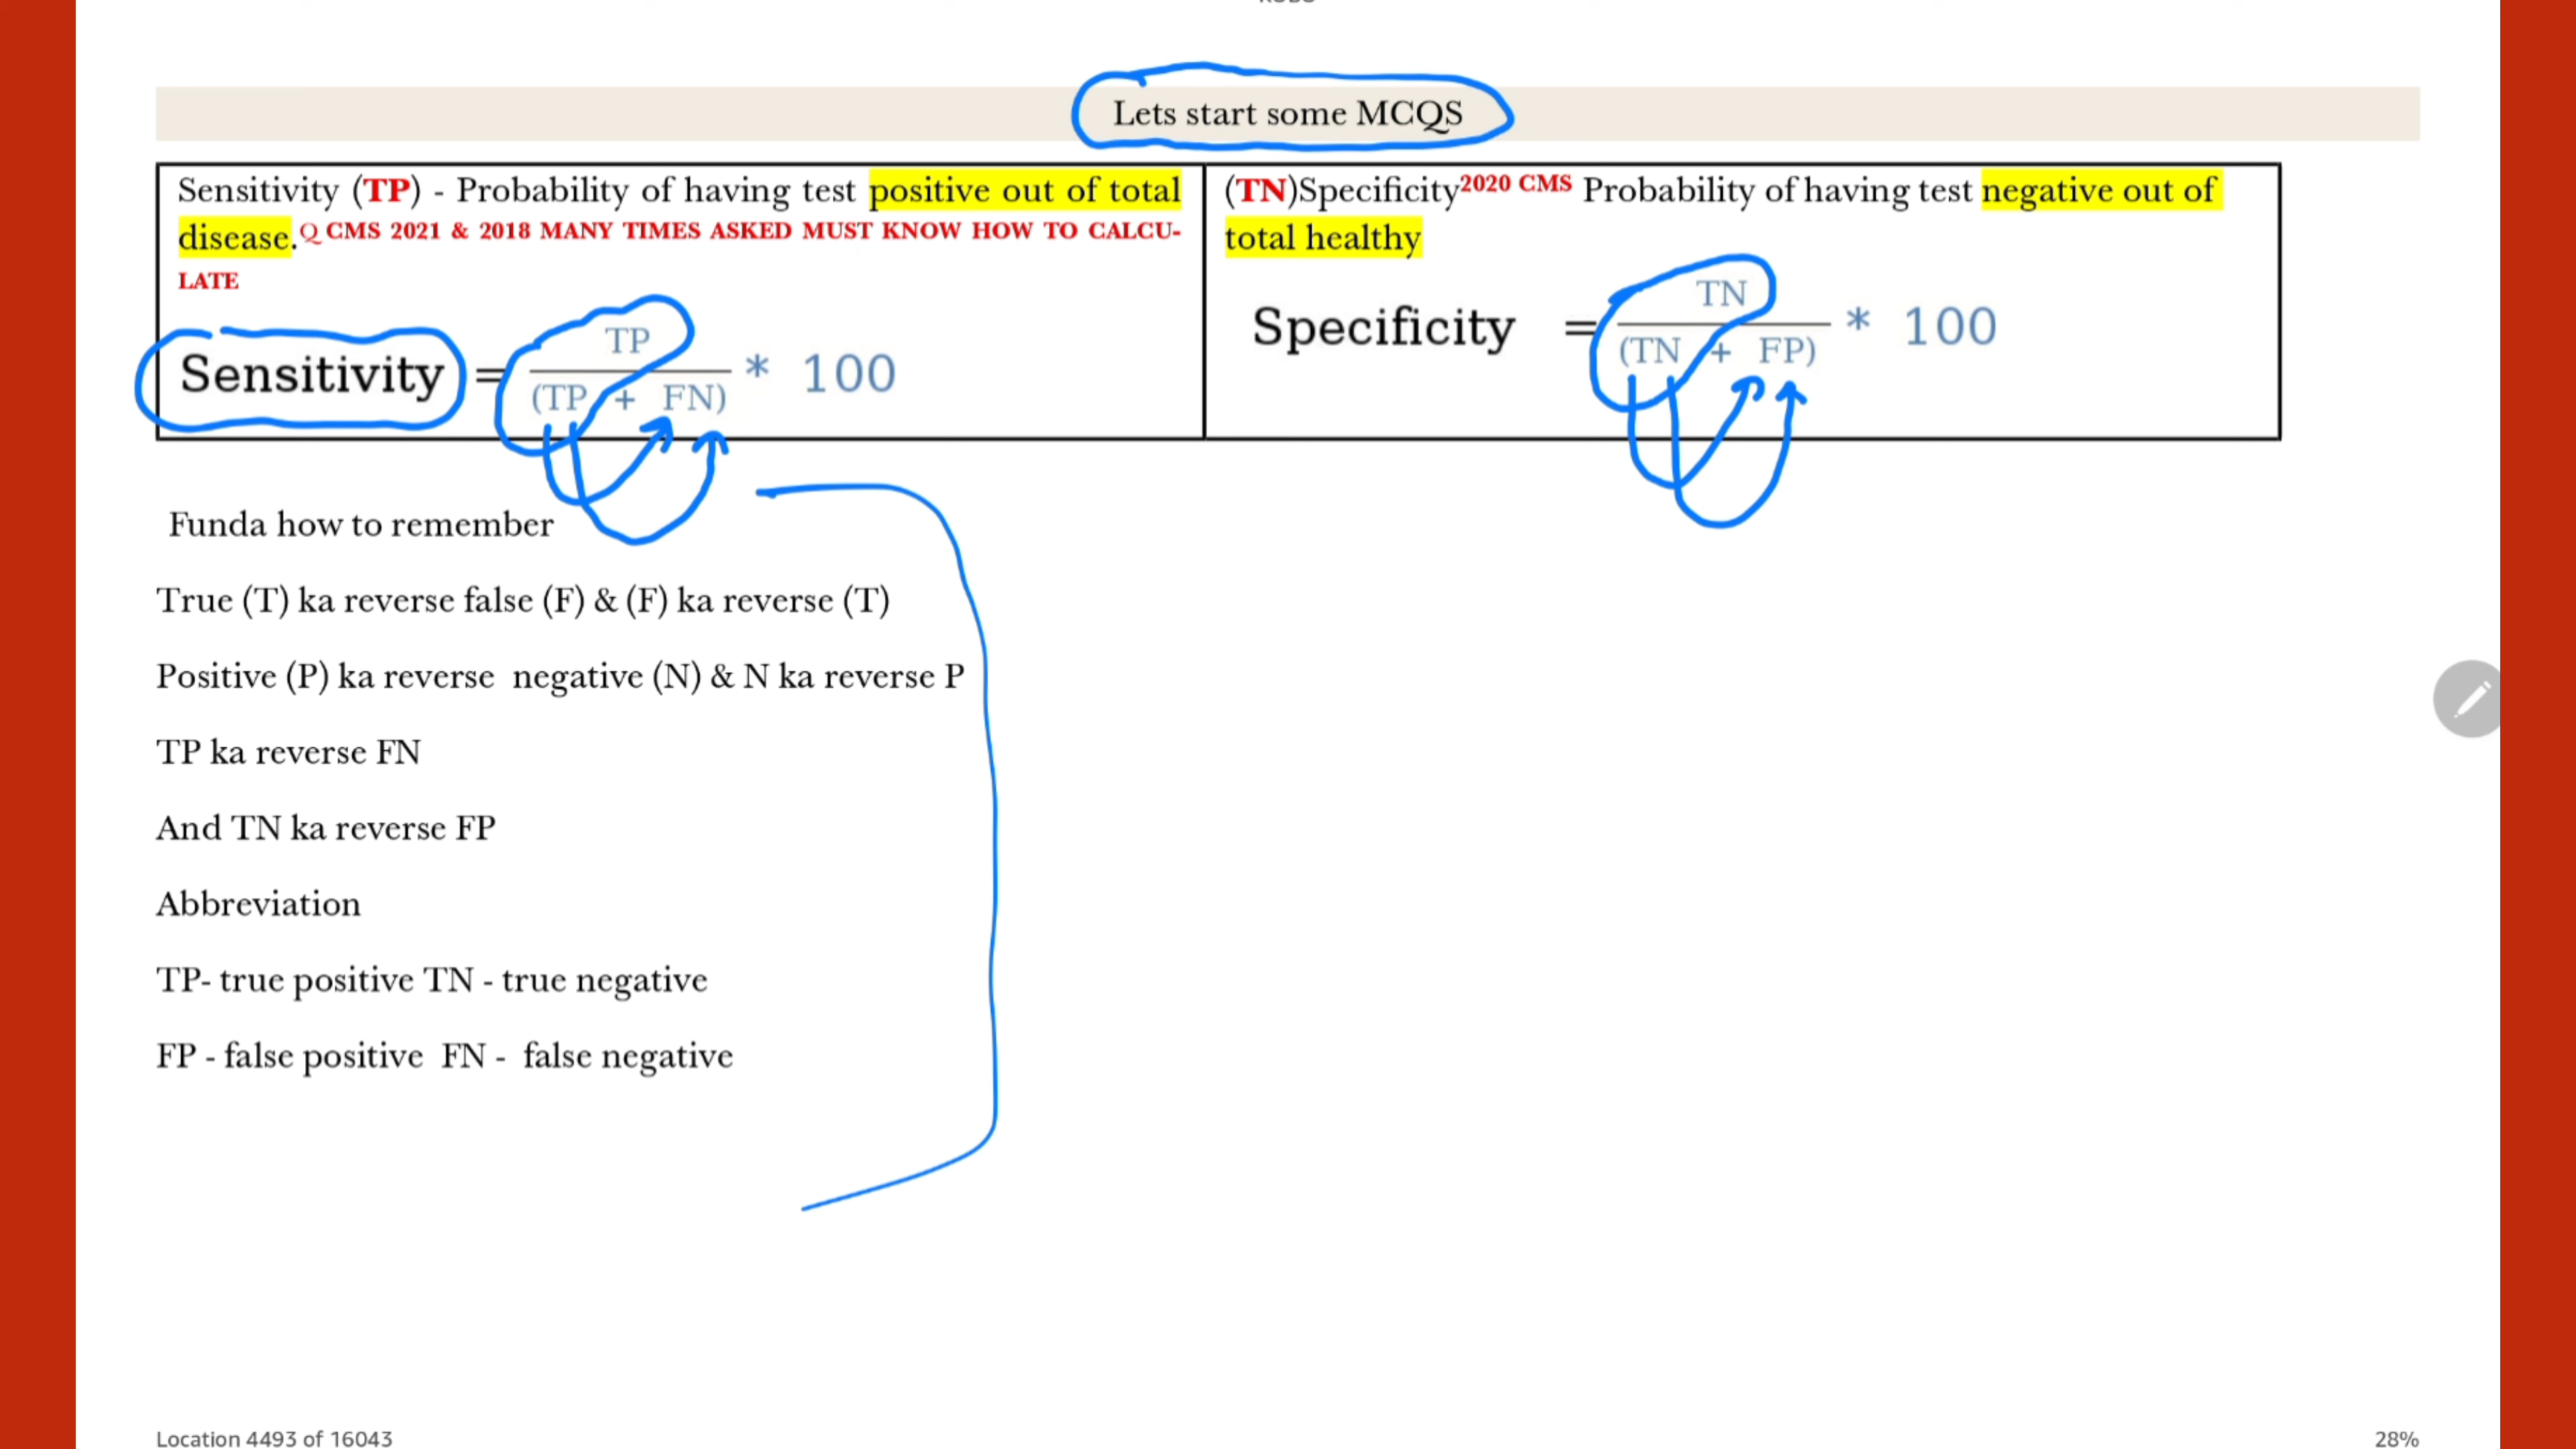 Lets start some MCQS
Sensitivity (TP) - Probability of having test positive out of total
disease.Q CMS 2021 & 2018 MANY TIMES ASKED MUST KNOW HOW TO CALCU-
LATE
Sensitivity = TP
(TP + FN) * 100
(TN)Specificity2020 CMS Probability of having test negative out of
total healthy
Specificity = TN
(TN + FP) * 100
Funda how to remember
True (T) ka reverse false (F) & (F) ka reverse (T)
Positive (P) ka reverse negative (N) & N ka reverse P
TP ka reverse FN
And TN ka reverse FP
Abbreviation
TP- true positive TN - true negative
FP - false positive FN - false negative
Location 4493 of 16043
28%